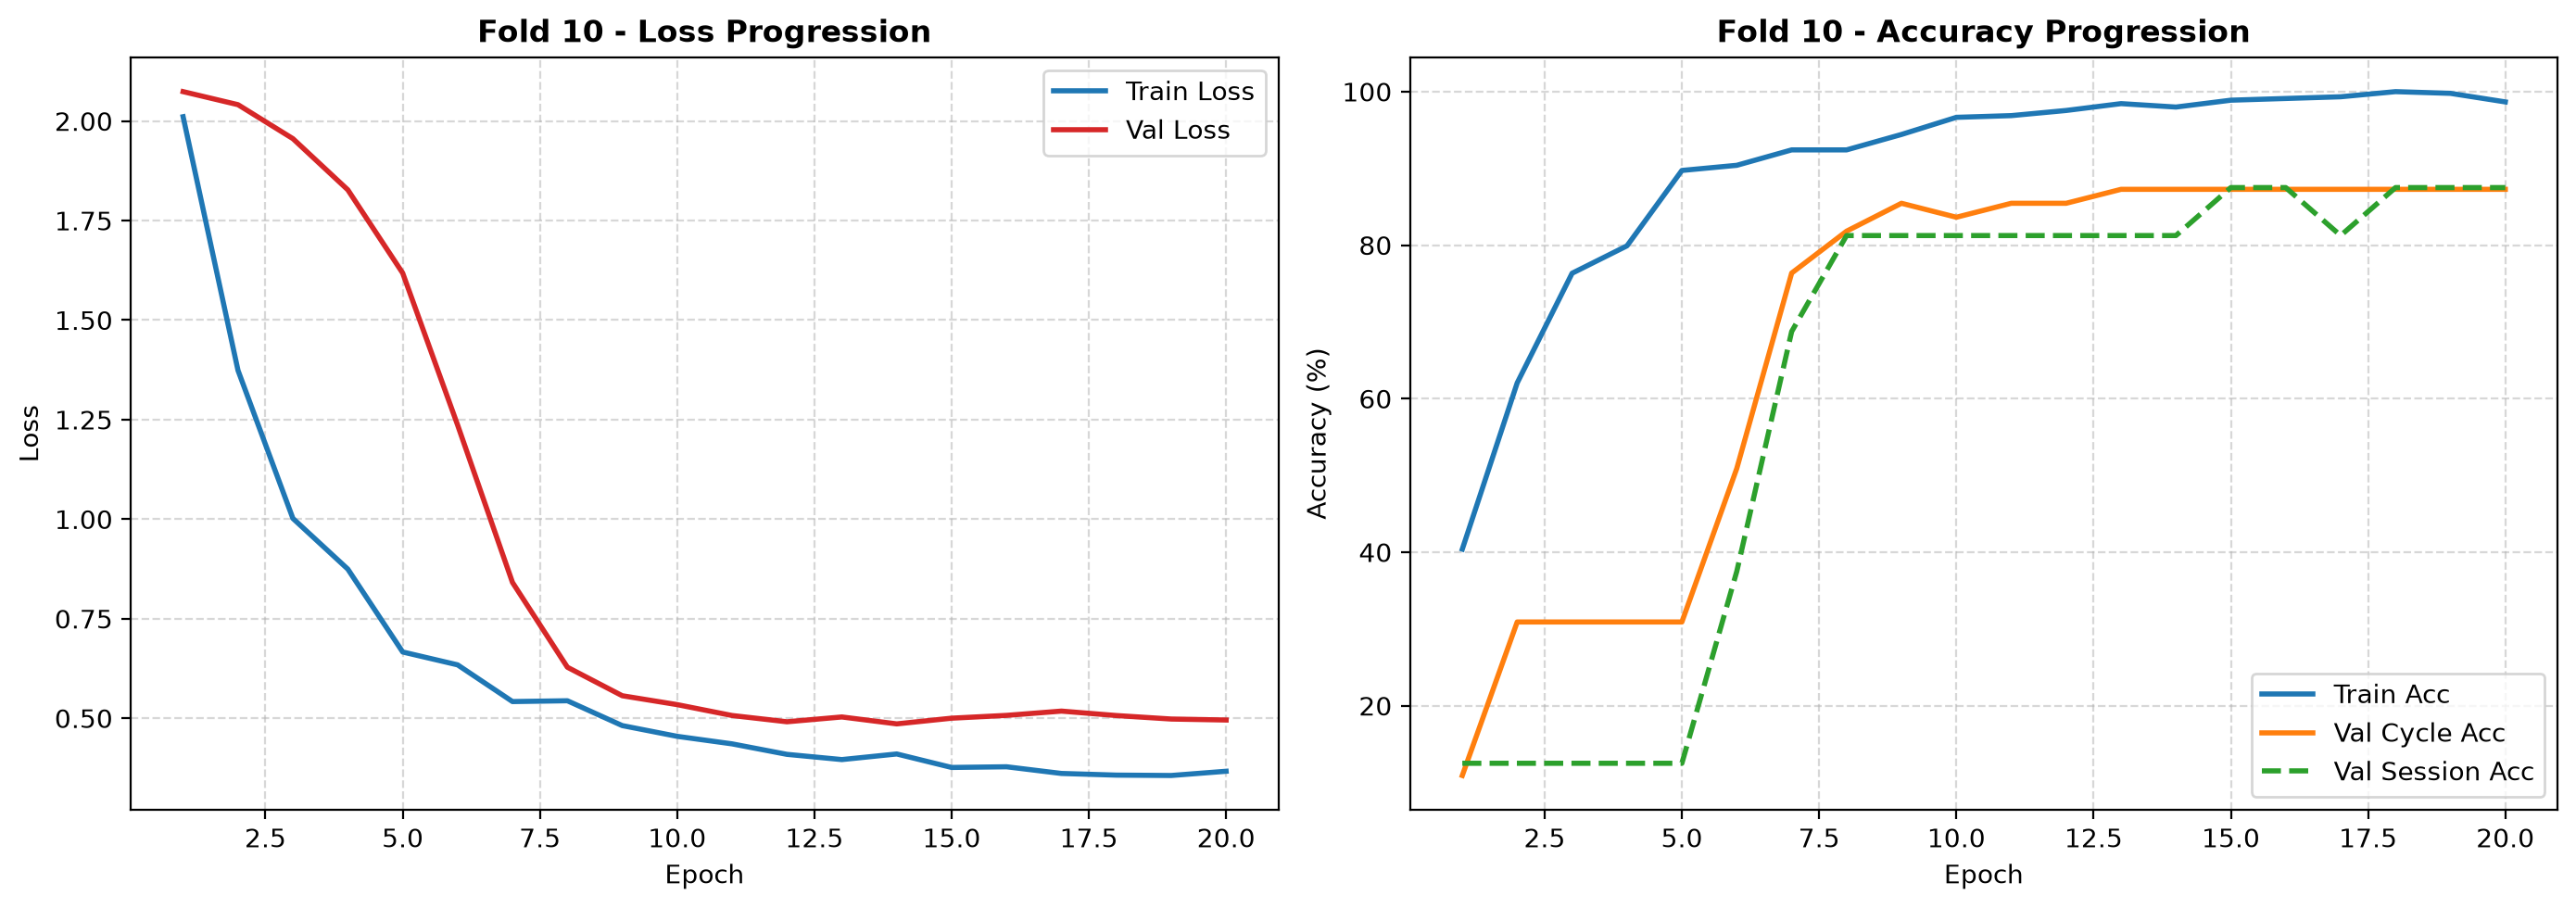 Fold 10 - Loss Progression
Loss
2.00
1.75
1.50
1.25
1.00
0.75
0.50
2.5 5.0 7.5 10.0 12.5 15.0 17.5 20.0
Epoch
Train Loss
Val Loss
Fold 10 - Accuracy Progression
Accuracy (%)
100
80
60
40
20
2.5 5.0 7.5 10.0 12.5 15.0 17.5 20.0
Epoch
Train Acc
Val Cycle Acc
Val Session Acc